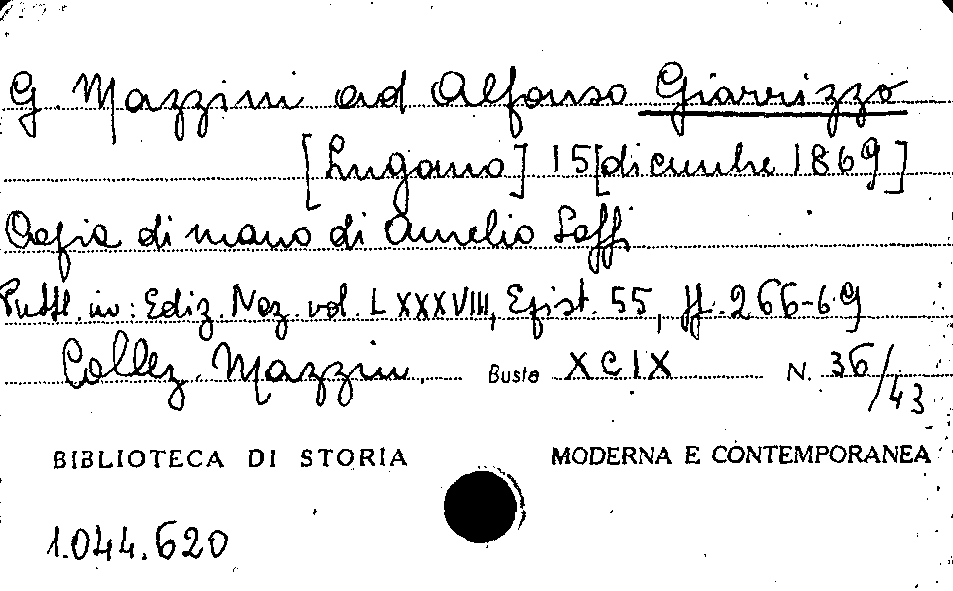 G. Mazzini ad Alfonso Giarrizzo
[Lugano] 15 [dicembre 1869]
Copia di mano di Aurelio Saffi
Pubbl. in: Ediz. Naz. vol. LXXXVIII, Epist. 55, pp. 266-69
Collez. Mazzini. Busta XCIX N. 36/43
BIBLIOTECA DI STORIA MODERNA E CONTEMPORANEA
1.044.620